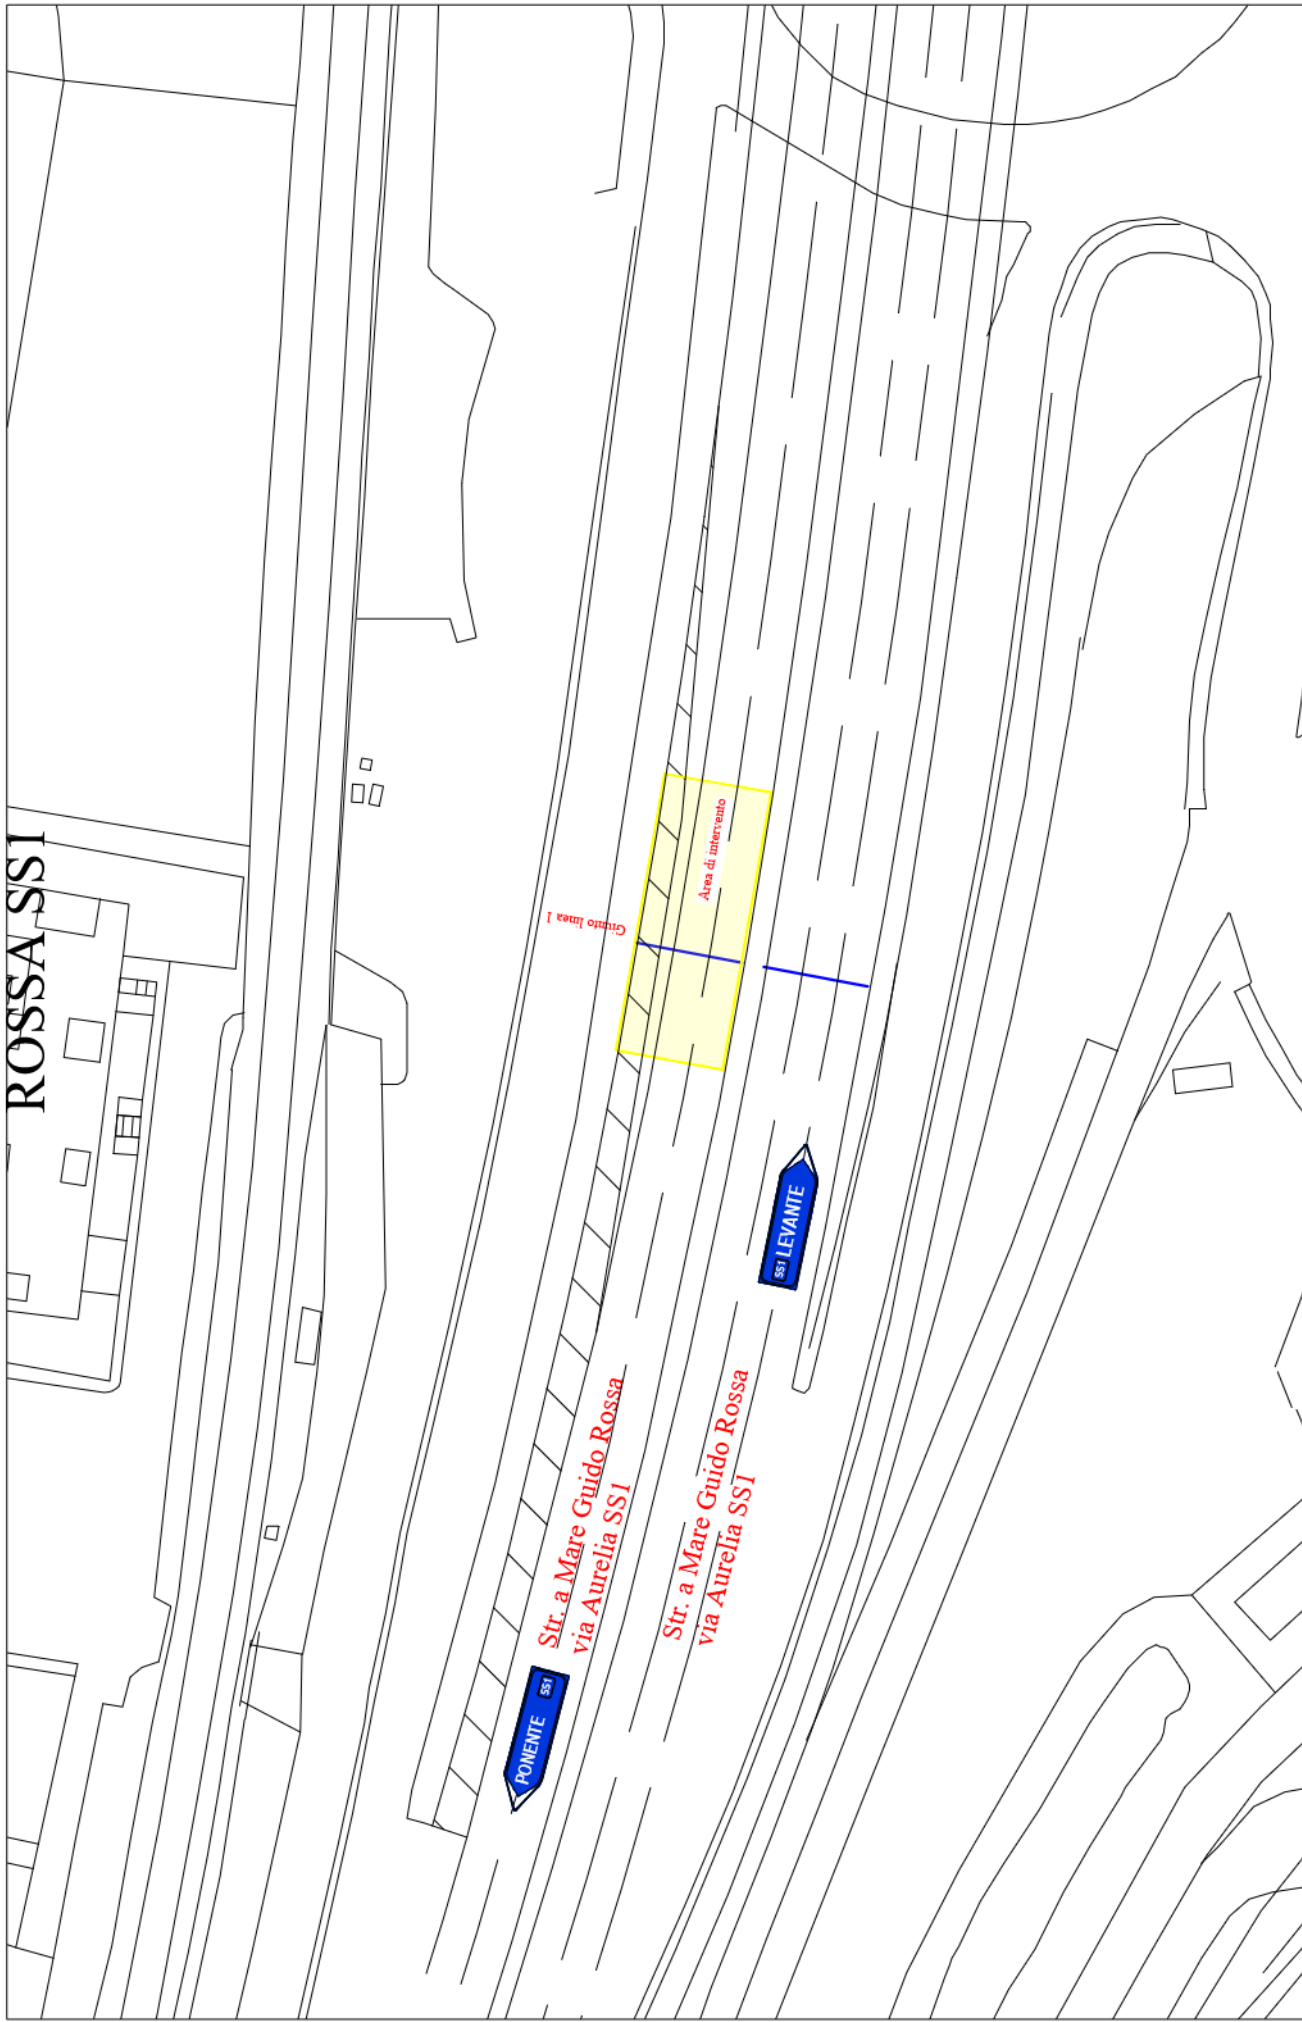 ROSSA SS1
Area di intervento
Giunto linea 1
SS1 LEVANTE
Str. a Mare Guido Rossa
via Aurelia SS1
Str. a Mare Guido Rossa
via Aurelia SS1
PONENTE SS1